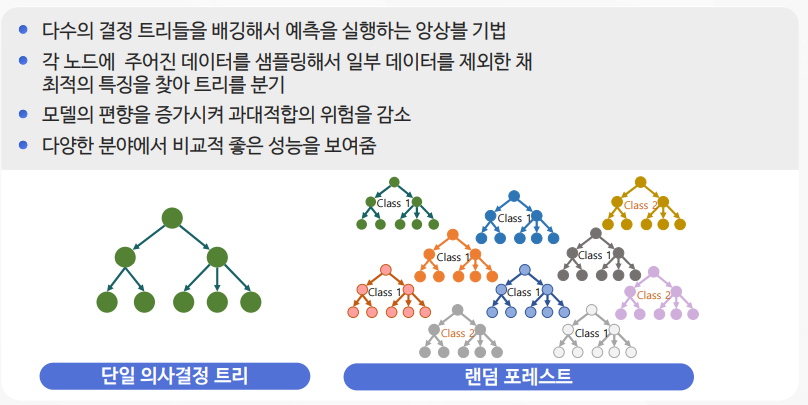 다수의 결정 트리들을 배깅해서 예측을 실행하는 앙상블 기법
각 노드에 주어진 데이터를 샘플링해서 일부 데이터를 제외한 채
최적의 특징을 찾아 트리를 분기
모델의 편향을 증가시켜 과대적합의 위험을 감소
다양한 분야에서 비교적 좋은 성능을 보여줌
Class 1
Class 1
Class 2
Class 1
Class 1
Class 1
Class 1
Class 2
Class 2
Class 1
단일 의사결정 트리
랜덤 포레스트